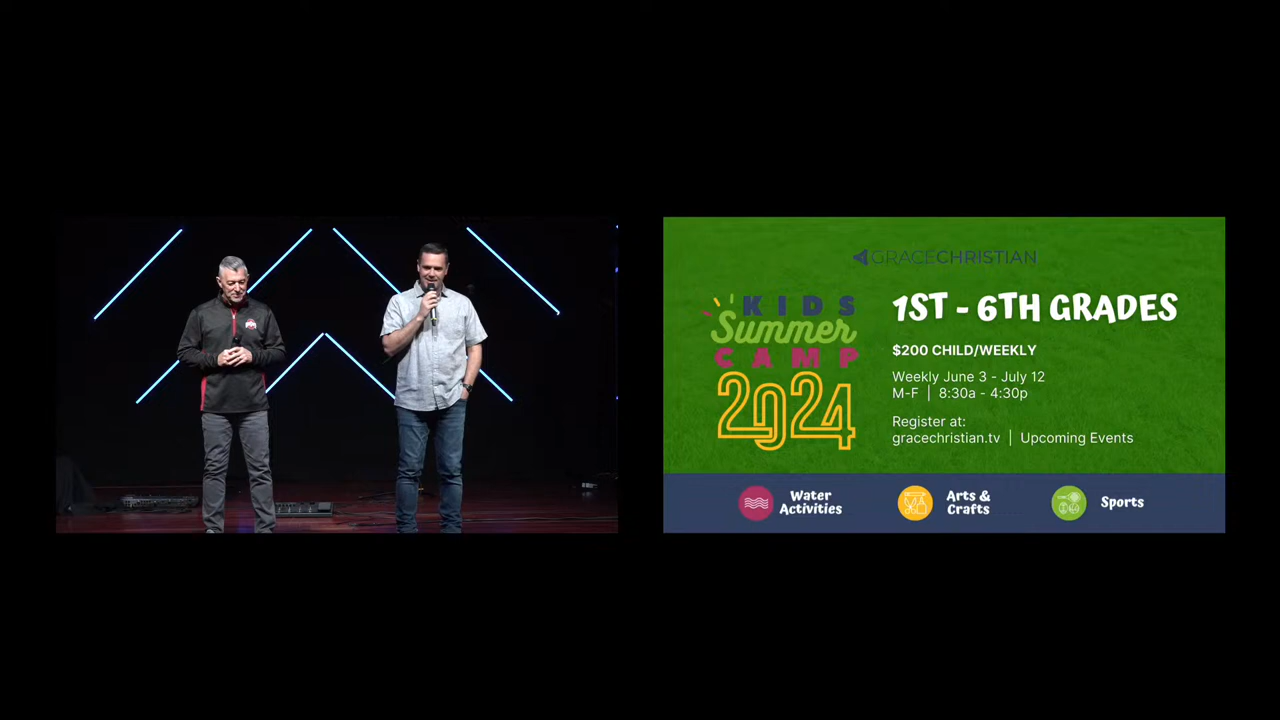 GRACECHRISTIAN
KIDS
Summer
CAMP
2024
1ST - 6TH GRADES
$200 CHILD/WEEKLY
Weekly June 3 - July 12
M-F | 8:30a - 4:30p
Register at:
gracechristian.tv | Upcoming Events
Water
Activities
Arts &
Crafts
Sports